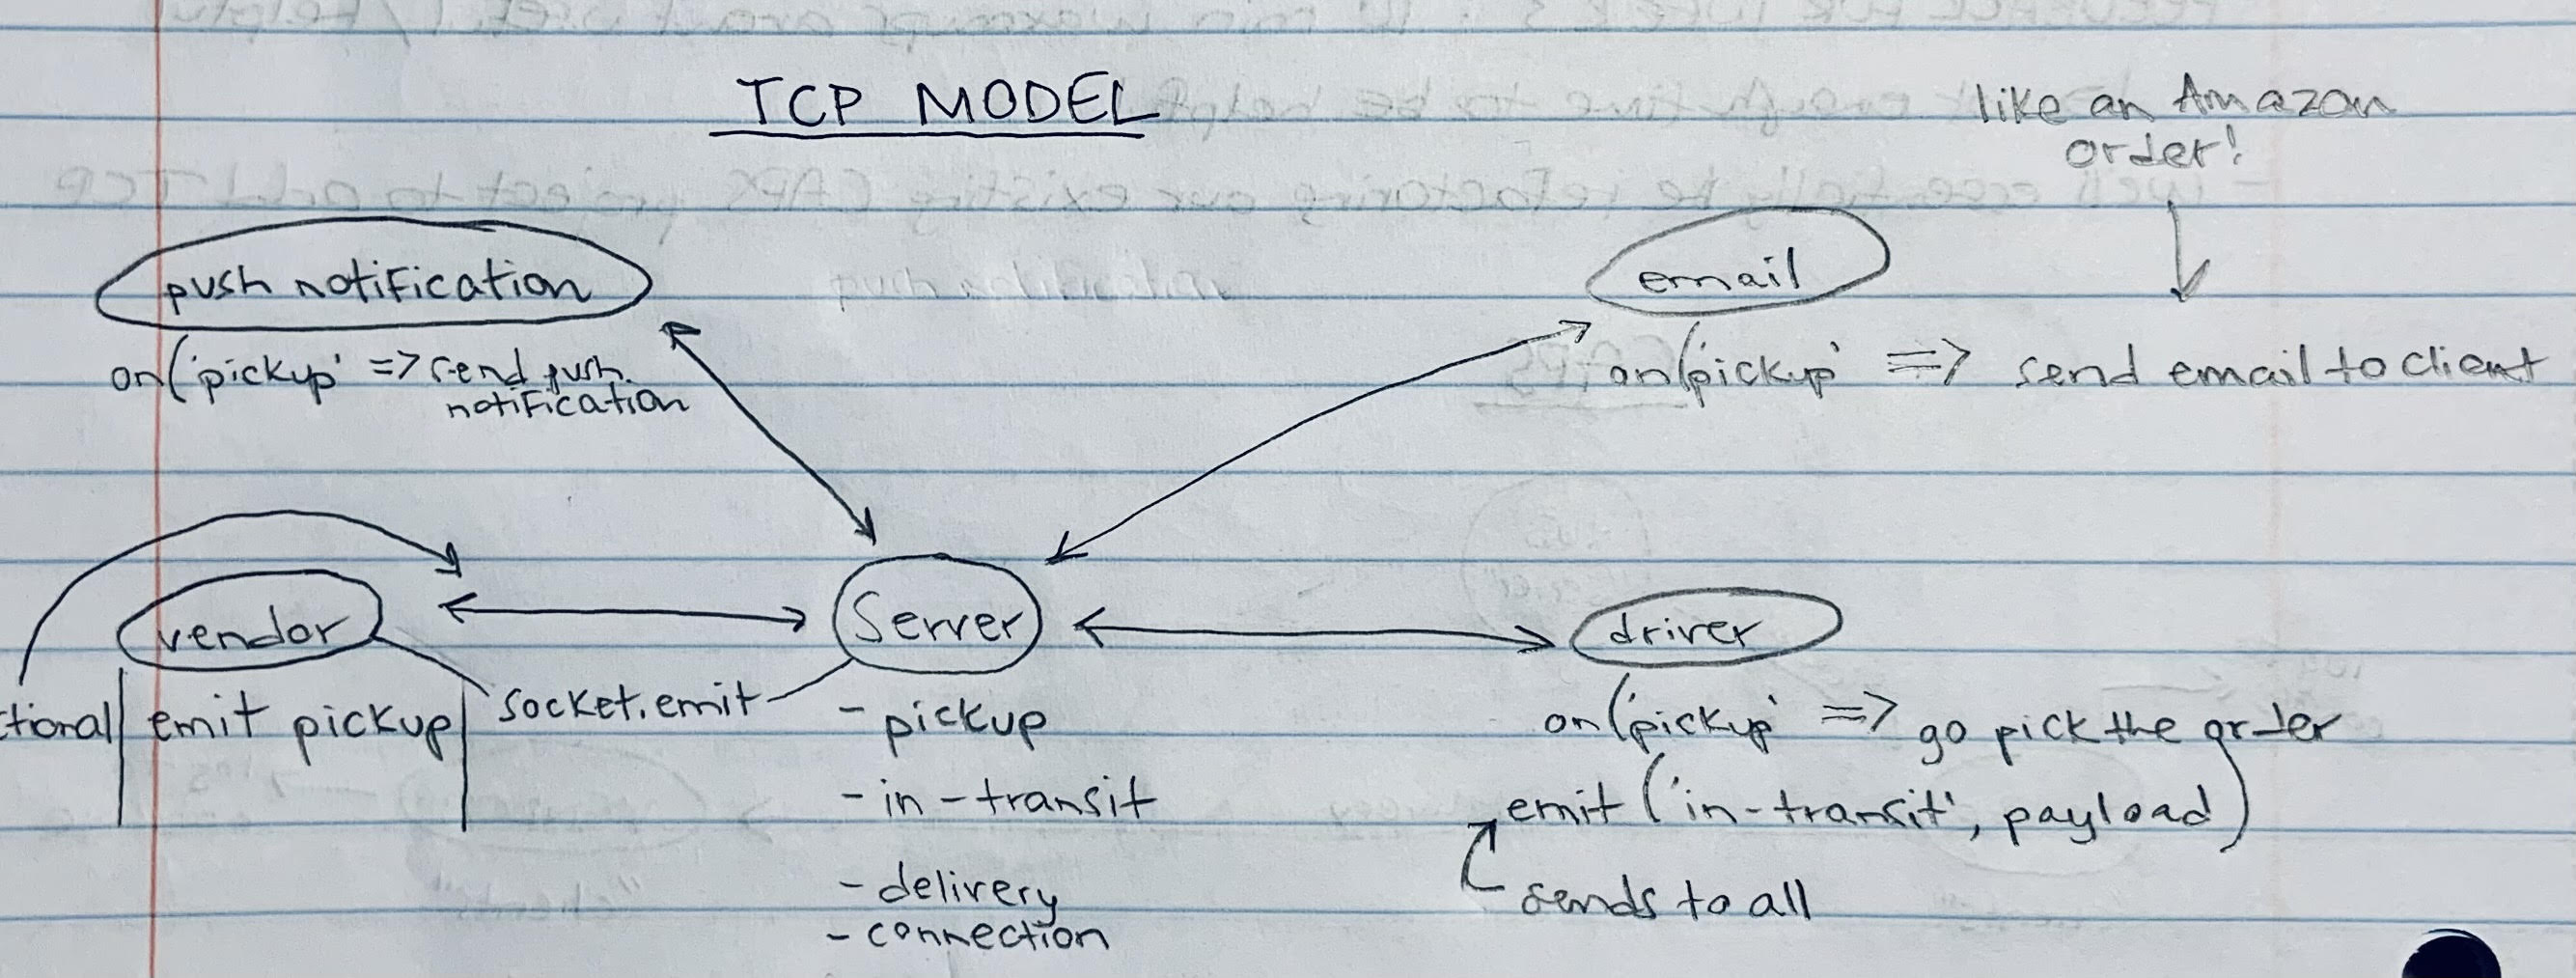 TCP MODEL
like an Amazon
order!
push notification
email
on('pickup' => send push
notification
on('pickup' => send email to client
vendor
Server
driver
ctional
emit pickup
socket.emit
- pickup
- in-transit
- delivery
- connection
on('pickup' => go pick the order
emit ('in-transit', payload)
sends to all